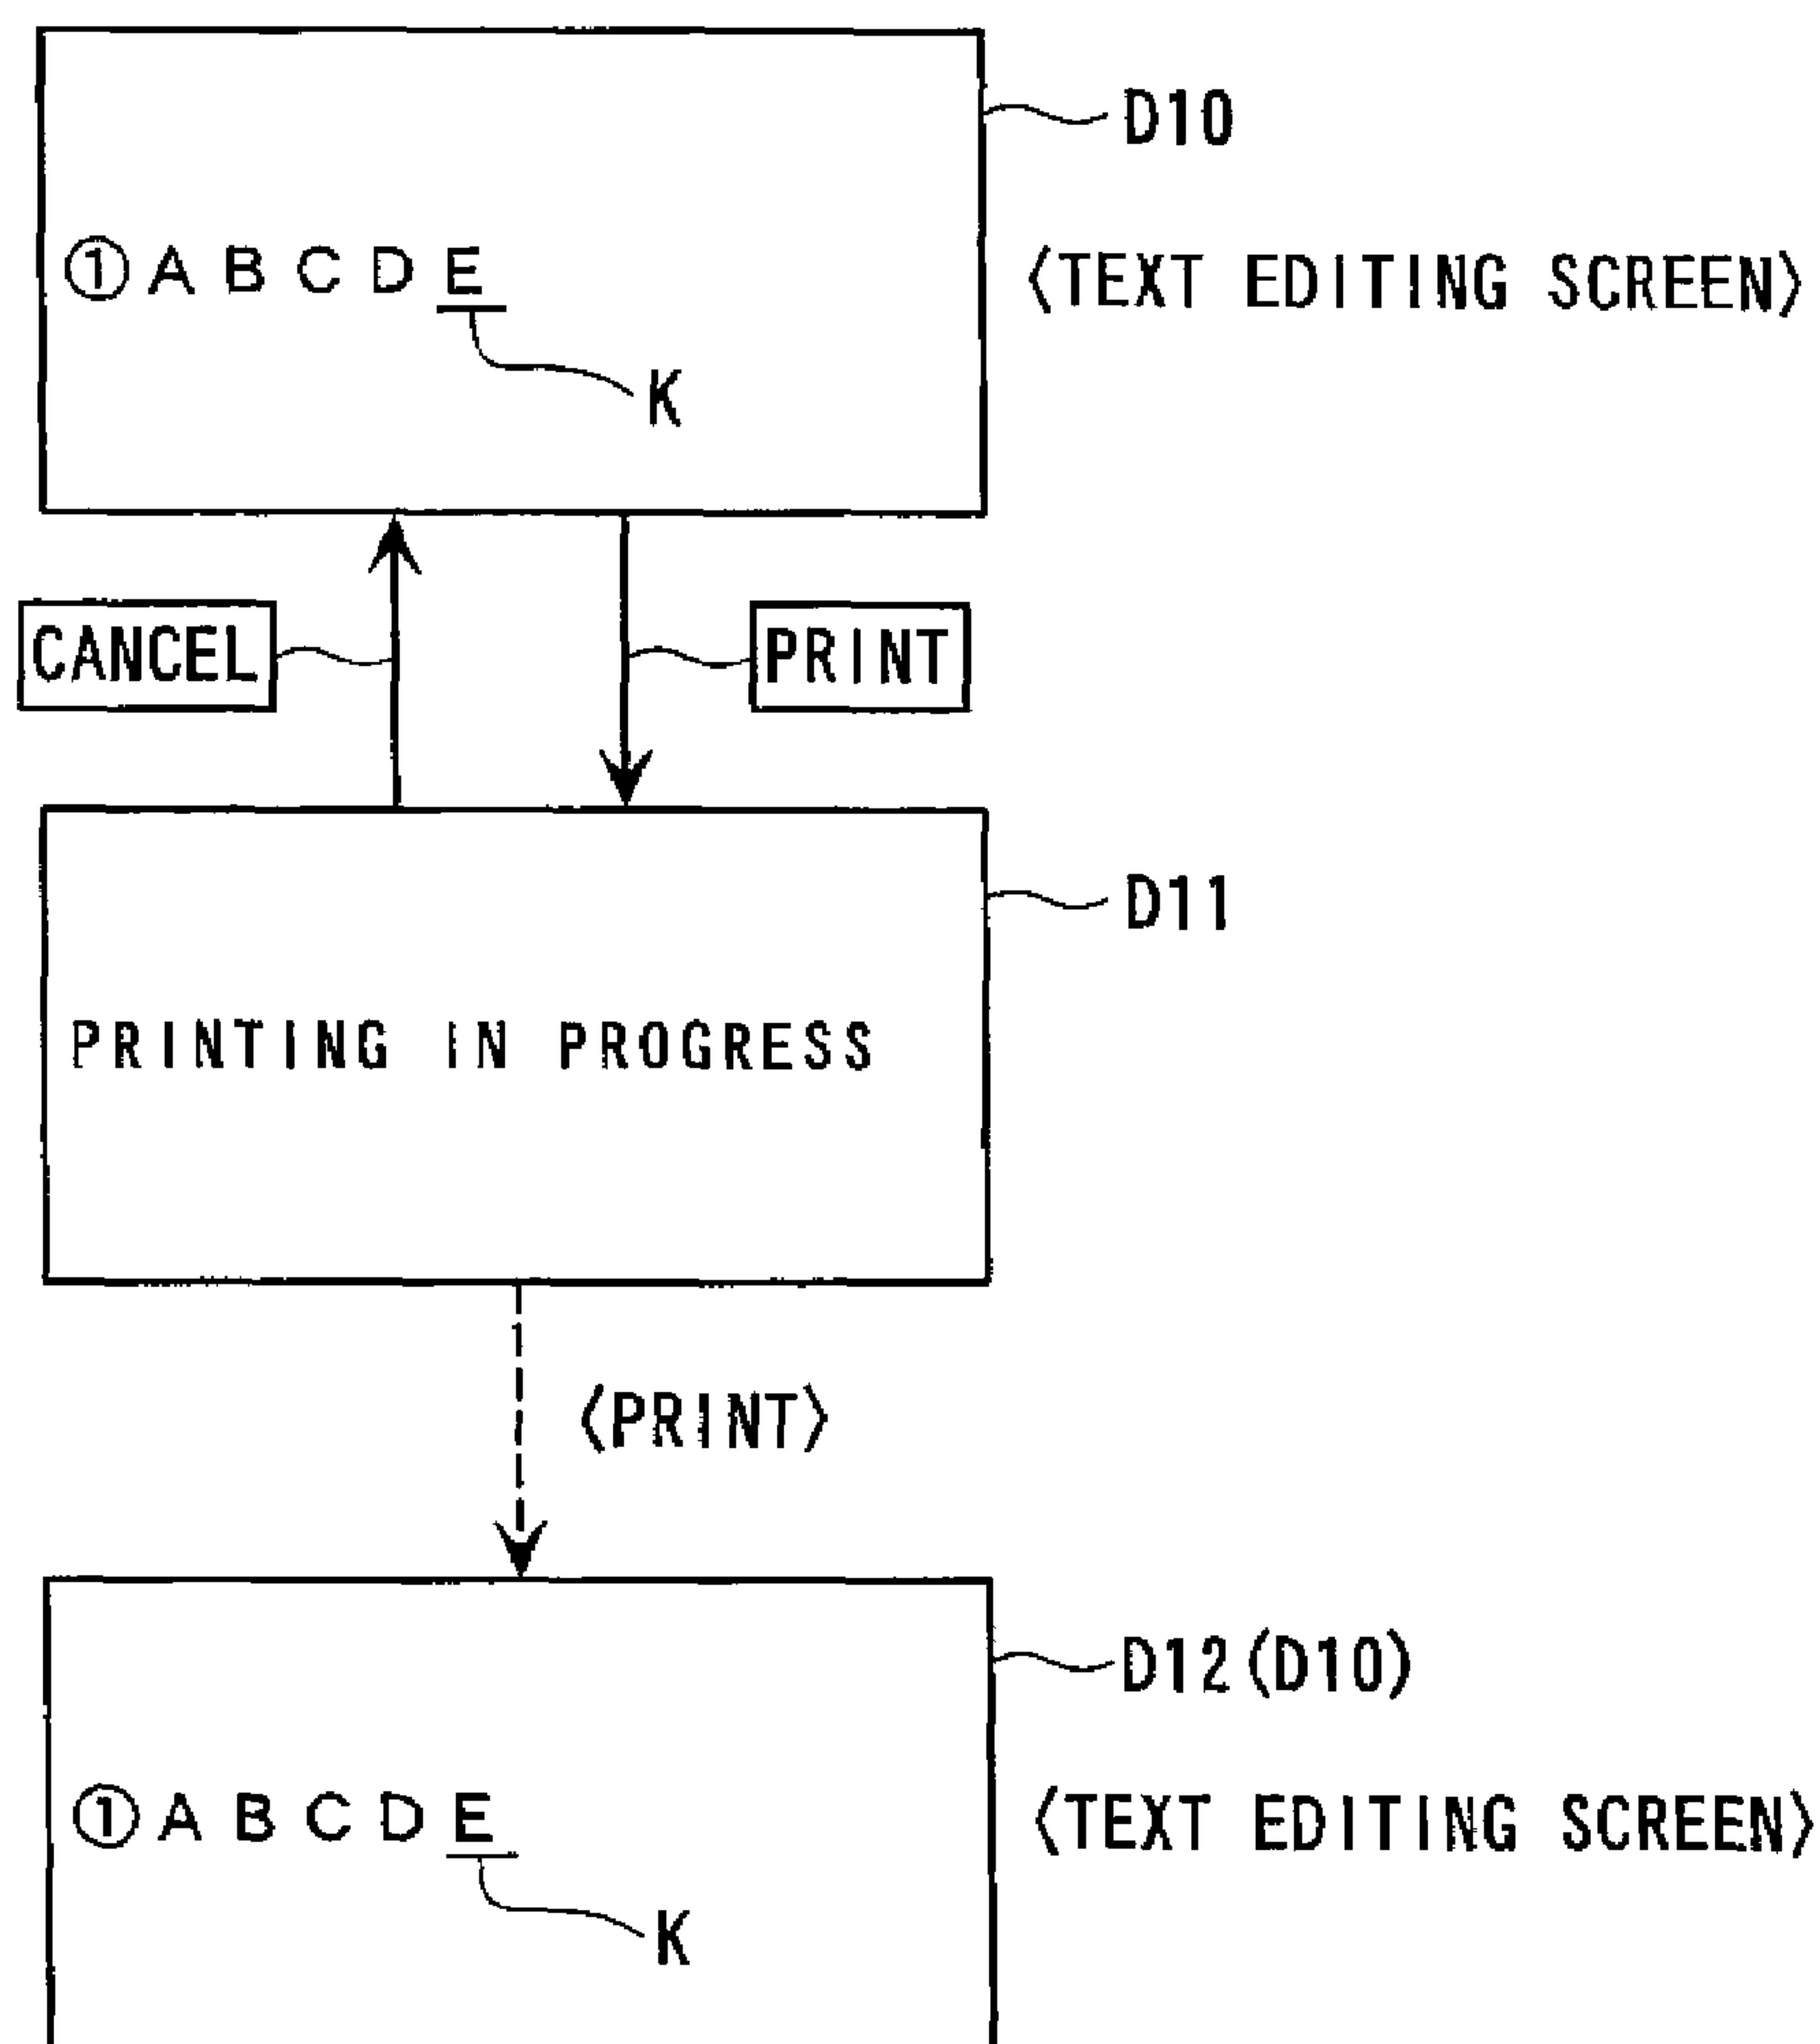 D10
①ABCDE
〈TEXT EDITING SCREEN〉
K
CANCEL
PRINT
D11
PRINTING IN PROGRESS
〈PRINT〉
D12(D10)
①ABCDE
〈TEXT EDITING SCREEN〉
K